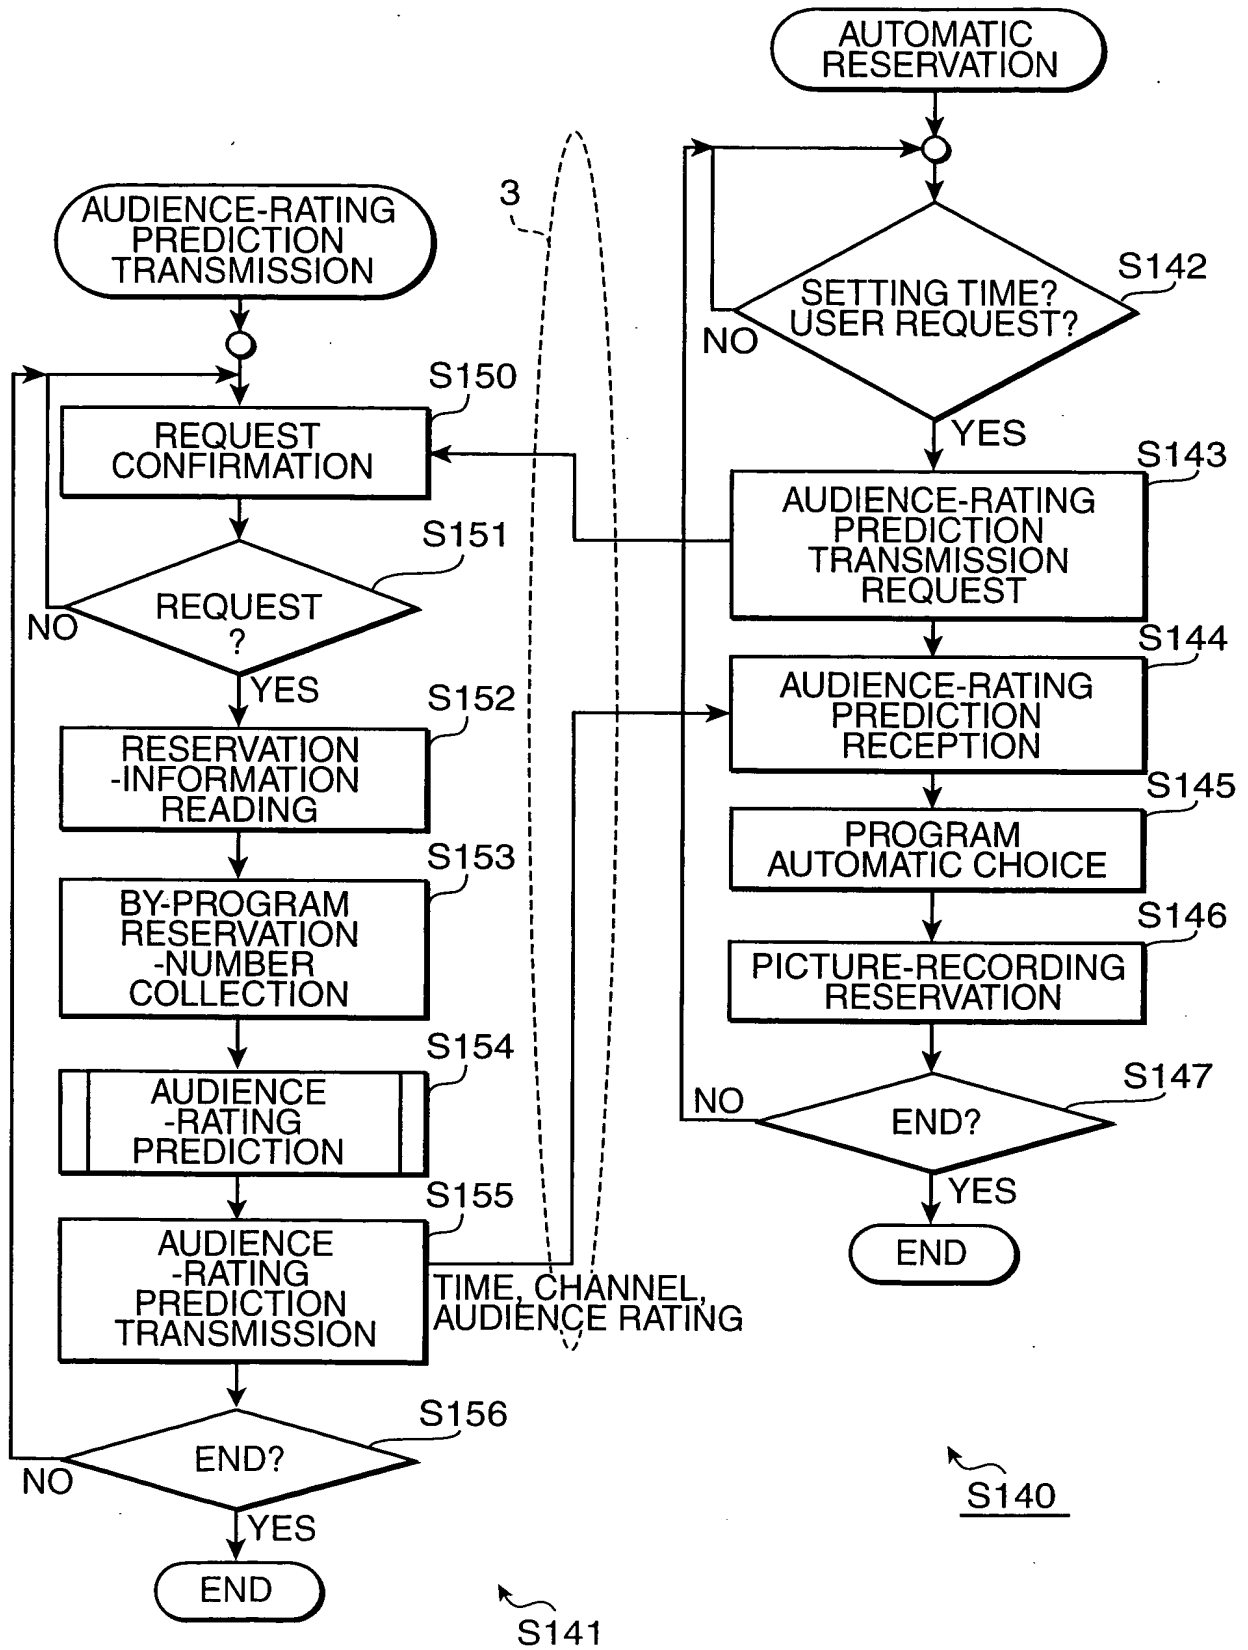 AUTOMATIC
RESERVATION
SETTING TIME?
USER REQUEST?
S142
NO
YES
S143
AUDIENCE-RATING
PREDICTION
TRANSMISSION
REQUEST
S144
AUDIENCE-RATING
PREDICTION
RECEPTION
S145
PROGRAM
AUTOMATIC CHOICE
S146
PICTURE-RECORDING
RESERVATION
S147
END?
NO
YES
END
S140
3
AUDIENCE-RATING
PREDICTION
TRANSMISSION
S150
REQUEST
CONFIRMATION
S151
REQUEST
?
NO
YES
S152
RESERVATION
-INFORMATION
READING
S153
BY-PROGRAM
RESERVATION
-NUMBER
COLLECTION
S154
AUDIENCE
-RATING
PREDICTION
S155
AUDIENCE
-RATING
PREDICTION
TRANSMISSION
TIME, CHANNEL,
AUDIENCE RATING
S156
END?
NO
YES
END
S141